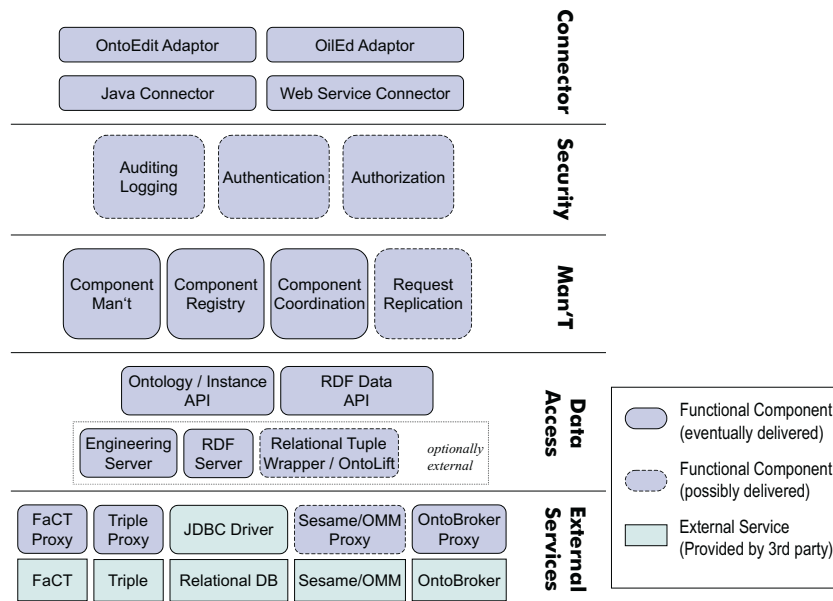 OntoEdit Adaptor
OilEd Adaptor
Java Connector
Web Service Connector
Connector
Auditing
Logging
Authentication
Authorization
Security
Component
Man't
Component
Registry
Component
Coordination
Request
Replication
Man'T
Ontology / Instance
API
RDF Data
API
Engineering
Server
RDF
Server
Relational Tuple
Wrapper / OntoLift
optionally
external
Data
Access
FaCT
Proxy
Triple
Proxy
JDBC Driver
Sesame/OMM
Proxy
OntoBroker
Proxy
FaCT
Triple
Relational DB
Sesame/OMM
OntoBroker
External
Services
Functional Component
(eventually delivered)
Functional Component
(possibly delivered)
External Service
(Provided by 3rd party)